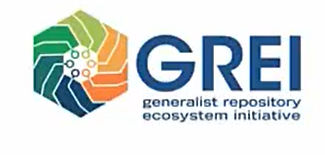 GREI
generalist repository
ecosystem initiative